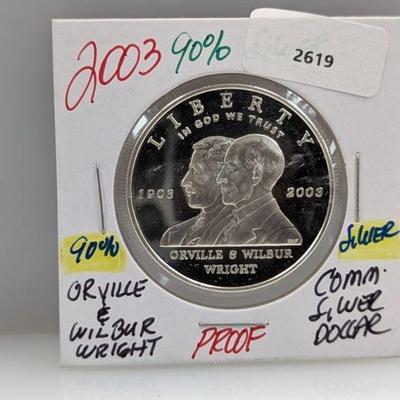 2003 90%
2619
LIBERTY
IN GOD WE TRUST
1903 2003
ORVILLE & WILBUR
WRIGHT
90%
SILVER
ORVILLE
&
WILBUR
WRIGHT
PROOF
COMM.
SILVER
DOLLAR